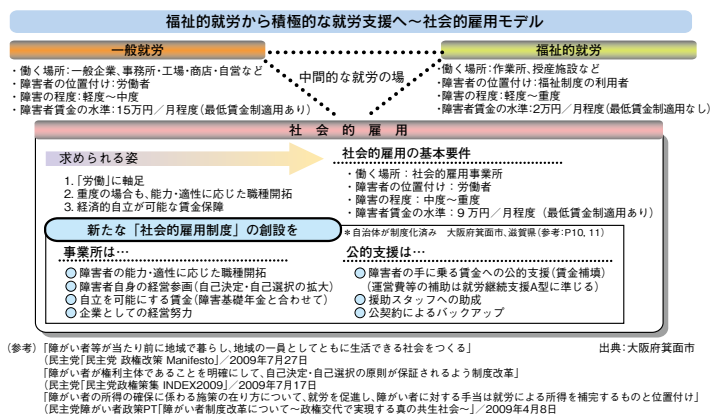 福祉的就労から積極的な就労支援へ～社会的雇用モデル
一般就労
・働く場所：一般企業、事務所・工場・商店・自営など
・障害者の位置付け：労働者
・障害の程度：軽度～中度
・障害者賃金の水準：15万円／月程度（最低賃金制適用あり）
中間的な就労の場
福祉的就労
・働く場所：作業所、授産施設など
・障害者の位置付け：福祉制度の利用者
・障害の程度：軽度～重度
・障害者賃金の水準：2万円／月程度（最低賃金制適用なし）
社会的雇用
求められる姿
1. 「労働」に軸足
2. 重度の場合も、能力・適性に応じた職種開拓
3. 経済的自立が可能な賃金保障
社会的雇用の基本要件
・働く場所：社会的雇用事業所
・障害者の位置付け：労働者
・障害の程度：中度～重度
・障害者賃金の水準：９万円／月程度（最低賃金制適用あり）
＊自治体が制度化済み　大阪府箕面市、滋賀県（参考：P10，11）
新たな「社会的雇用制度」の創設を
事業所は…
障害者の能力・適性に応じた職種開拓
障害者自身の経営参画（自己決定・自己選択の拡大）
自立を可能にする賃金（障害基礎年金と合わせて）
企業としての経営努力
公的支援は…
障害者の手に乗る賃金への公的支援（賃金補填）
（運営費等の補助は就労継続支援A型に準じる）
援助スタッフへの助成
公契約によるバックアップ
（参考）「障がい者等が当たり前に地域で暮らし、地域の一員としてともに生活できる社会をつくる」
出典：大阪府箕面市
（民主党「民主党 政権改策 Manifesto」／2009年7月27日
「障がい者が権利主体であることを明確にして、自己決定・自己選択の原則が保証されるよう制度改革」
（民主党「民主党政権策集 INDEX2009」／2009年7月17日
「障がい者の所得の確保に係わる施策の在り方について、就労を促進し、障がい者に対する手当は就労による所得を補完するものと位置付け」
（民主党障がい者政策PT「障がい者制度改革について～政権交代で実現する真の共生社会～」／2009年4月8日